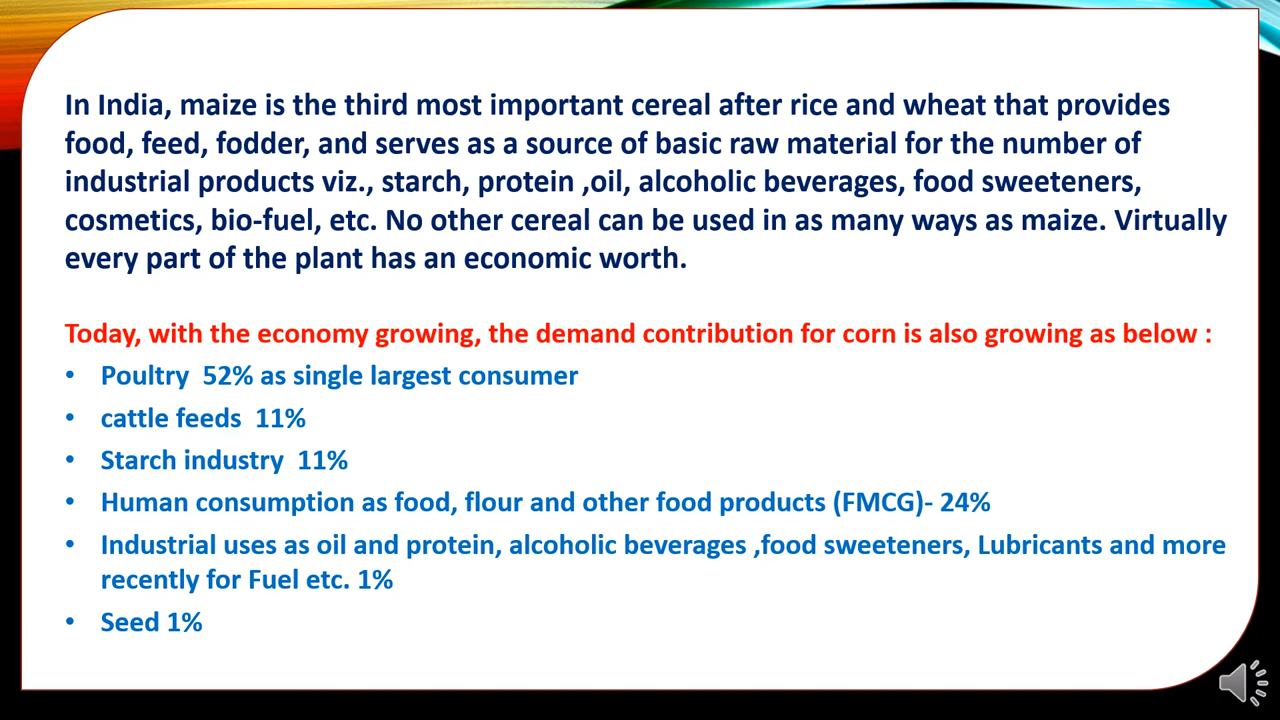 In India, maize is the third most important cereal after rice and wheat that provides
food, feed, fodder, and serves as a source of basic raw material for the number of
industrial products viz., starch, protein ,oil, alcoholic beverages, food sweeteners,
cosmetics, bio-fuel, etc. No other cereal can be used in as many ways as maize. Virtually
every part of the plant has an economic worth.
Today, with the economy growing, the demand contribution for corn is also growing as below :
• Poultry  52% as single largest consumer
• cattle feeds  11%
• Starch industry  11%
• Human consumption as food, flour and other food products (FMCG)- 24%
• Industrial uses as oil and protein, alcoholic beverages ,food sweeteners, Lubricants and more
recently for Fuel etc. 1%
• Seed 1%